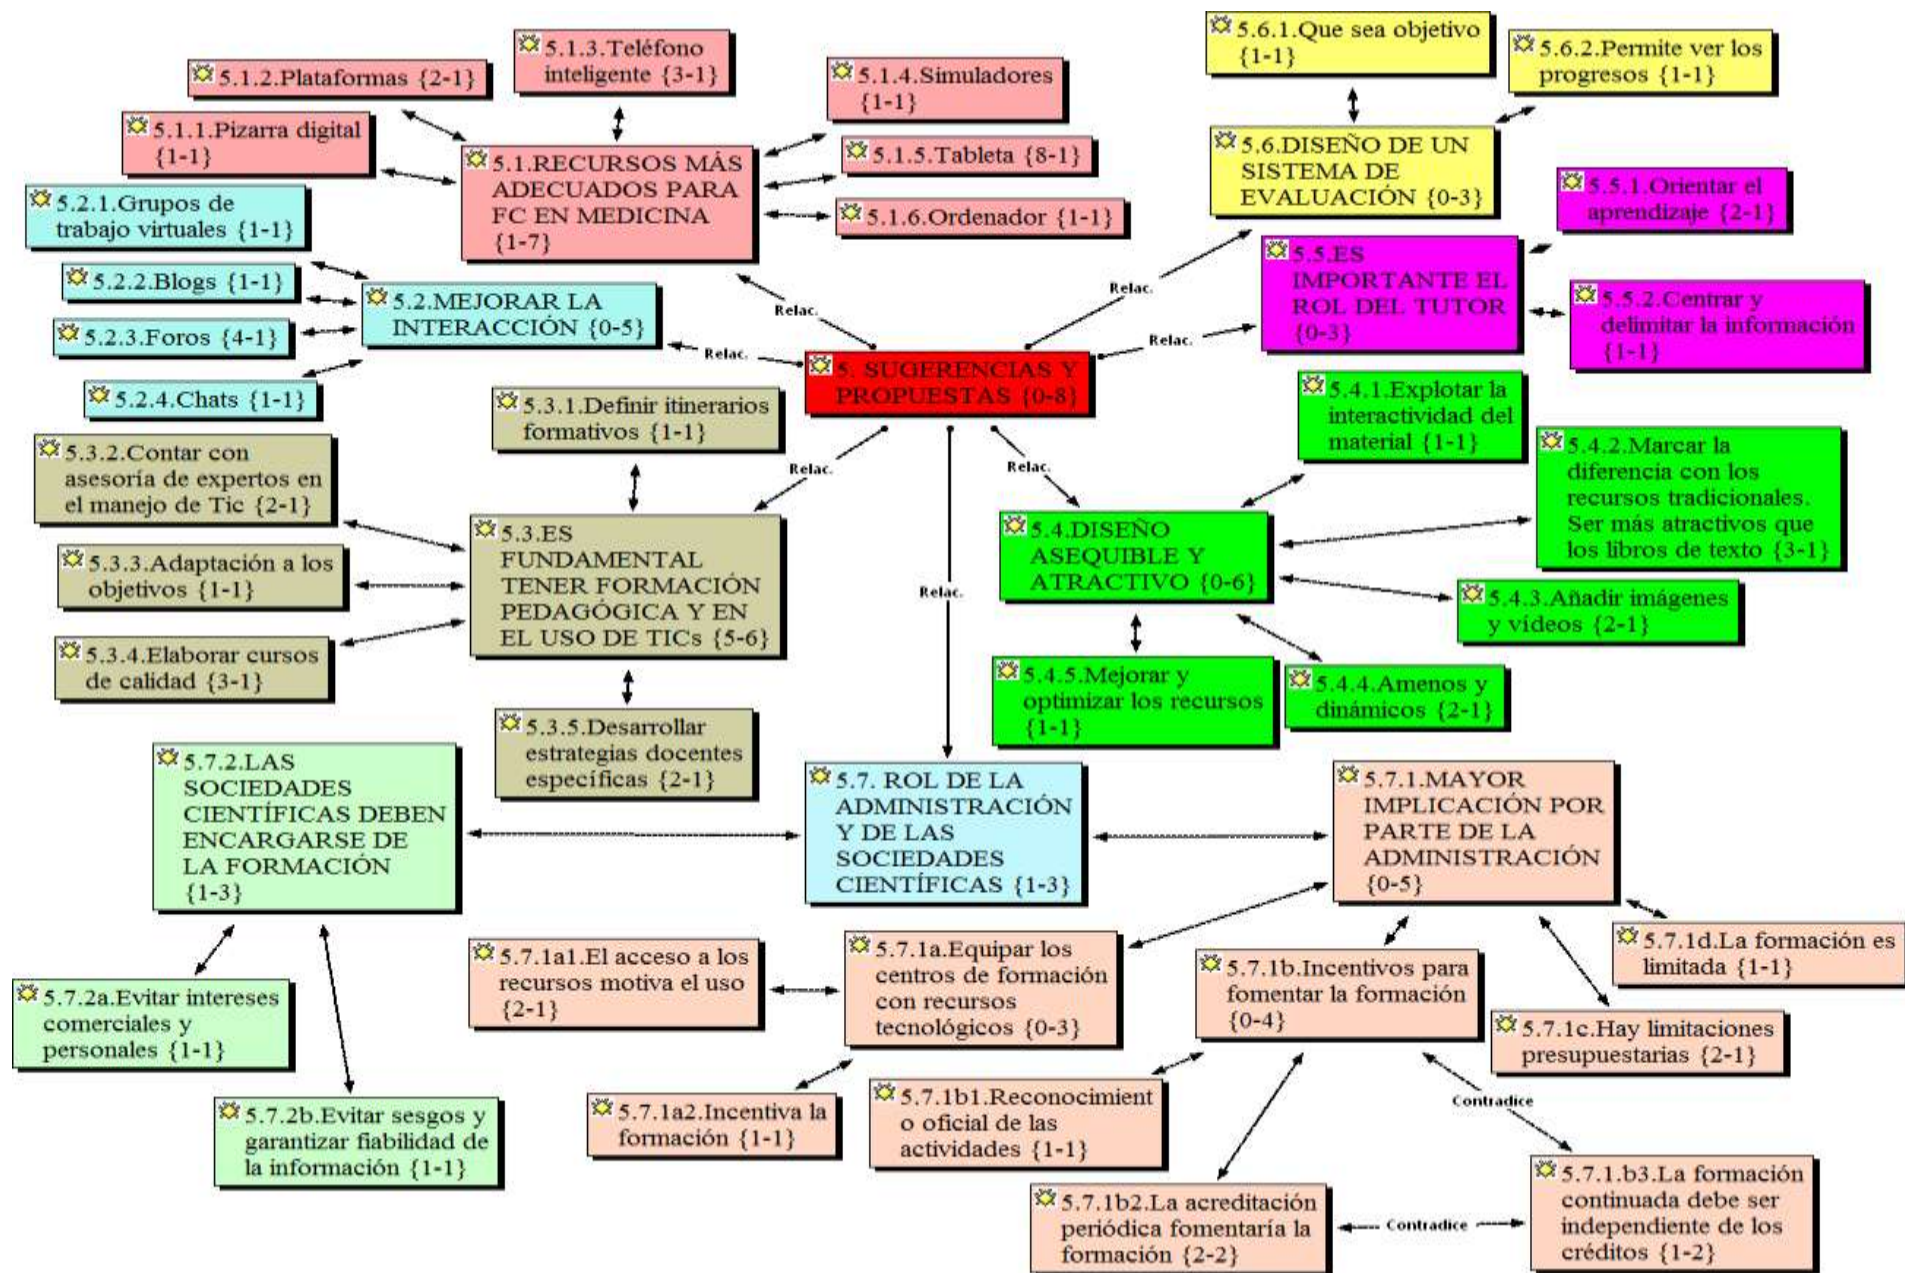 5.1.3.Teléfono
inteligente {3-1}
5.1.2.Plataformas {2-1}
5.1.4.Simuladores
{1-1}
5.1.1.Pizarra digital
{1-1}
5.1.RECURSOS MÁS
ADECUADOS PARA
FC EN MEDICINA
{1-7}
5.1.5.Tableta {8-1}
5.1.6.Ordenador {1-1}
5.6.1.Que sea objetivo
{1-1}
5.6.2.Permite ver los
progresos {1-1}
5.6.DISEÑO DE UN
SISTEMA DE
EVALUACIÓN {0-3}
5.5.1.Orientar el
aprendizaje {2-1}
5.5.ES
IMPORTANTE EL
ROL DEL TUTOR
{0-3}
5.5.2.Centrar y
delimitar la información
{1-1}
5.2.1.Grupos de
trabajo virtuales {1-1}
5.2.2.Blogs {1-1}
5.2.3.Foros {4-1}
5.2.4.Chats {1-1}
5.2.MEJORAR LA
INTERACCIÓN {0-5}
Relac.
Relac.
Relac.
Relac.
5. SUGERENCIAS Y
PROPUESTAS {0-8}
Relac.
Relac.
Relac.
5.3.1.Definir itinerarios
formativos {1-1}
5.3.2.Contar con
asesoría de expertos en
el manejo de Tic {2-1}
5.3.3.Adaptación a los
objetivos {1-1}
5.3.4.Elaborar cursos
de calidad {3-1}
5.3.ES
FUNDAMENTAL
TENER FORMACIÓN
PEDAGÓGICA Y EN
EL USO DE TICs {5-6}
5.3.5.Desarrollar
estrategias docentes
específicas {2-1}
5.4.1.Explotar la
interactividad del
material {1-1}
5.4.2.Marcar la
diferencia con los
recursos tradicionales.
Ser más atractivos que
los libros de texto {3-1}
5.4.DISEÑO
ASEQUIBLE Y
ATRACTIVO {0-6}
5.4.3.Añadir imágenes
y vídeos {2-1}
5.4.5.Mejorar y
optimizar los recursos
{1-1}
5.4.4.Amenos y
dinámicos {2-1}
5.7.2.LAS
SOCIEDADES
CIENTÍFICAS DEBEN
ENCARGARSE DE
LA FORMACIÓN
{1-3}
5.7. ROL DE LA
ADMINISTRACIÓN
Y DE LAS
SOCIEDADES
CIENTÍFICAS {1-3}
5.7.1.MAYOR
IMPLICACIÓN POR
PARTE DE LA
ADMINISTRACIÓN
{0-5}
5.7.2a.Evitar intereses
comerciales y
personales {1-1}
5.7.2b.Evitar sesgos y
garantizar fiabilidad de
la información {1-1}
5.7.1a1.El acceso a los
recursos motiva el uso
{2-1}
5.7.1a.Equipar los
centros de formación
con recursos
tecnológicos {0-3}
5.7.1a2.Incentiva la
formación {1-1}
5.7.1b.Incentivos para
fomentar la formación
{0-4}
5.7.1d.La formación es
limitada {1-1}
5.7.1c.Hay limitaciones
presupuestarias {2-1}
5.7.1b1.Reconocimient
o oficial de las
actividades {1-1}
Contradice
5.7.1b2.La acreditación
periódica fomentaría la
formación {2-2}
Contradice
5.7.1.b3.La formación
continuada debe ser
independiente de los
créditos {1-2}